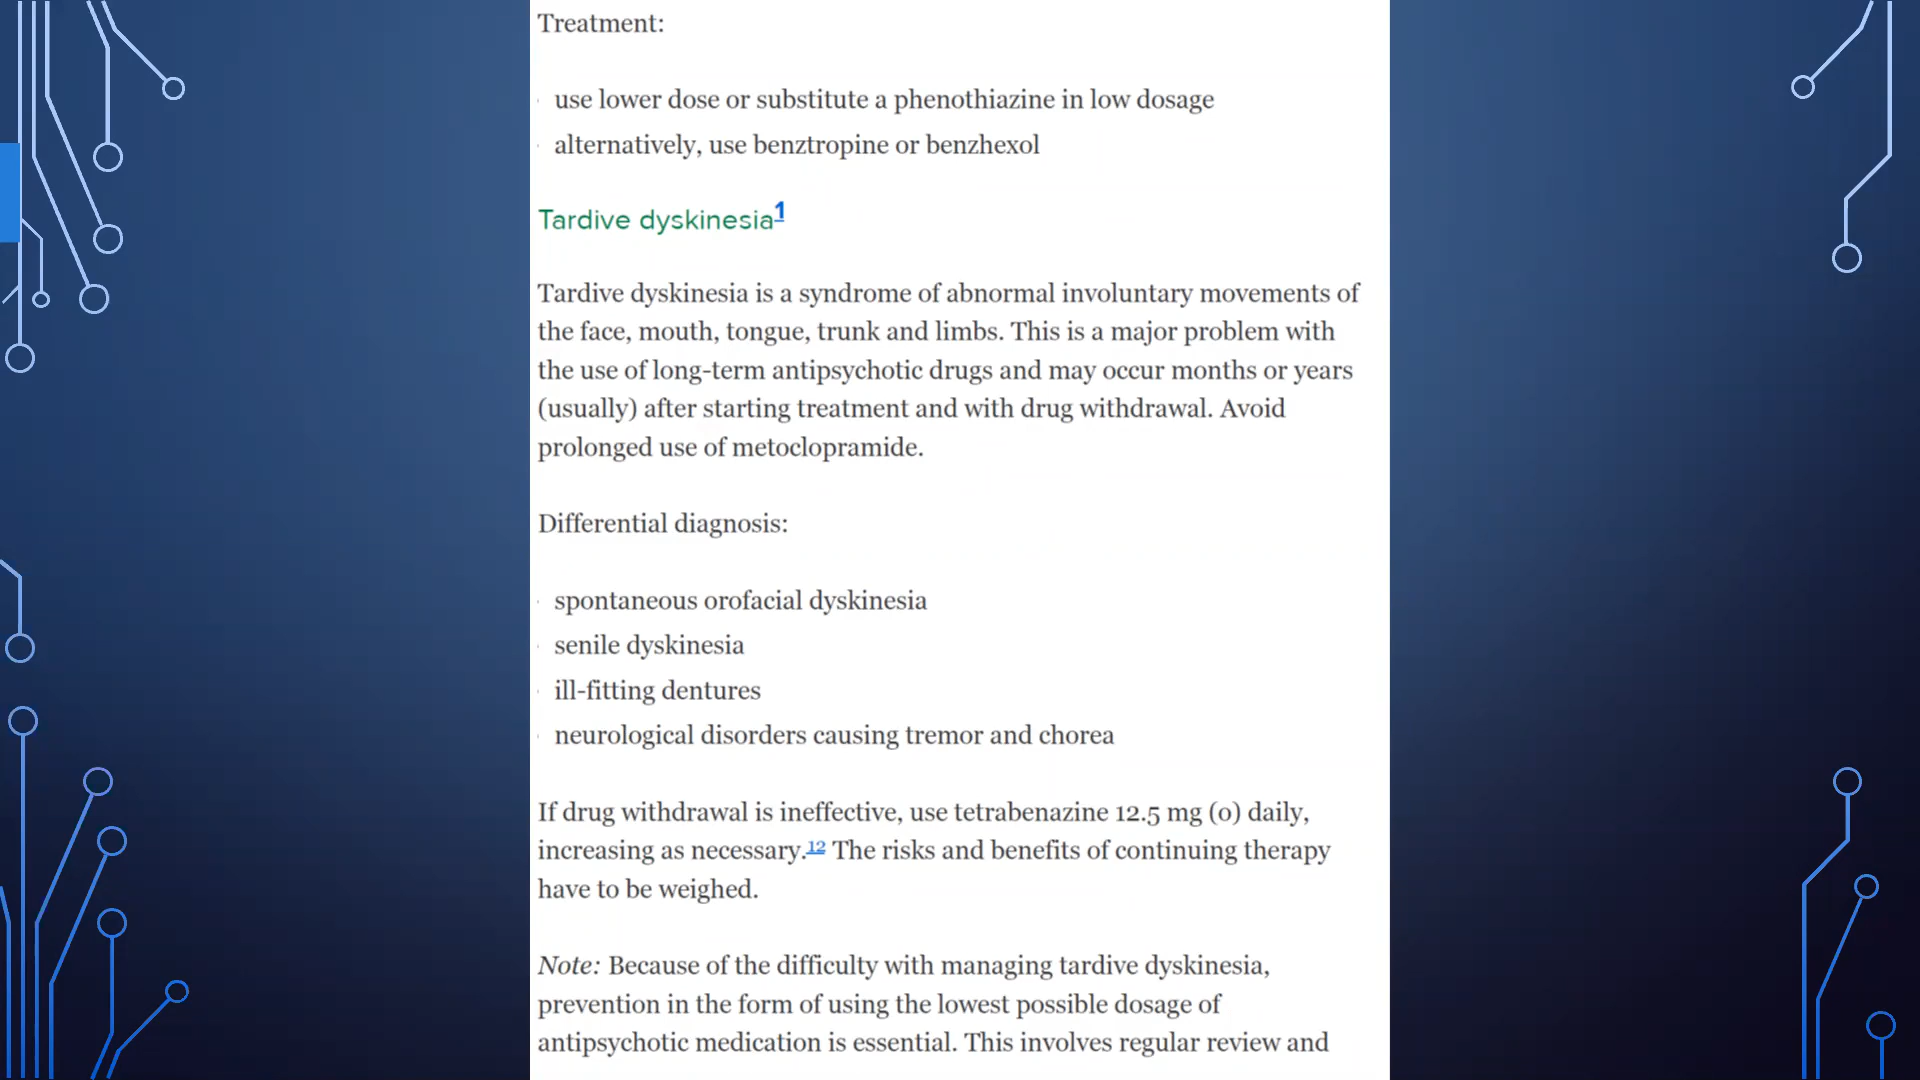 Treatment:
use lower dose or substitute a phenothiazine in low dosage
alternatively, use benztropine or benzhexol
Tardive dyskinesia1
Tardive dyskinesia is a syndrome of abnormal involuntary movements of
the face, mouth, tongue, trunk and limbs. This is a major problem with
the use of long-term antipsychotic drugs and may occur months or years
(usually) after starting treatment and with drug withdrawal. Avoid
prolonged use of metoclopramide.
Differential diagnosis:
spontaneous orofacial dyskinesia
senile dyskinesia
ill-fitting dentures
neurological disorders causing tremor and chorea
If drug withdrawal is ineffective, use tetrabenazine 12.5 mg (o) daily,
increasing as necessary.12 The risks and benefits of continuing therapy
have to be weighed.
Note: Because of the difficulty with managing tardive dyskinesia,
prevention in the form of using the lowest possible dosage of
antipsychotic medication is essential. This involves regular review and